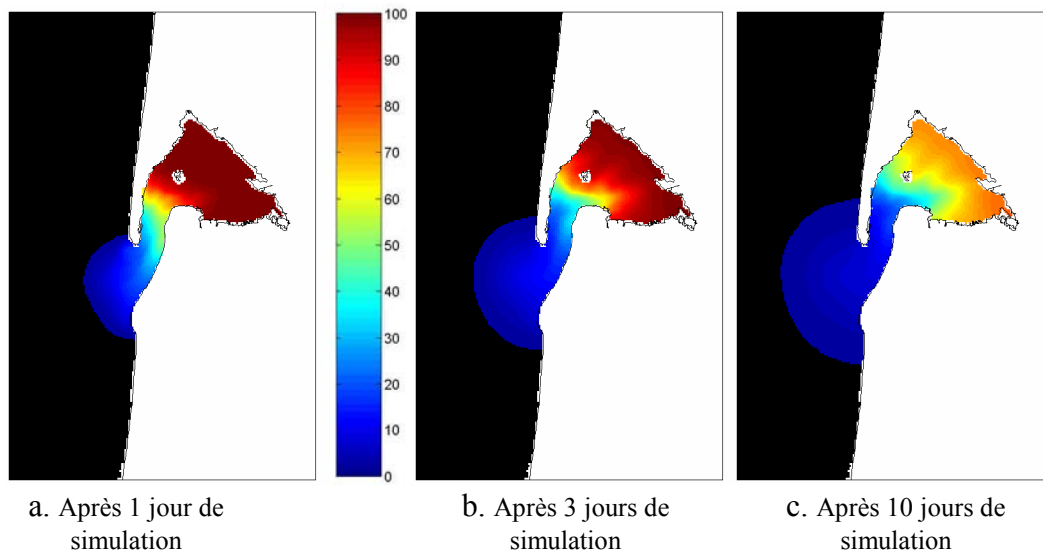 100
90
80
70
60
50
40
30
20
10
0
a. Après 1 jour de
simulation
b. Après 3 jours de
simulation
c. Après 10 jours de
simulation